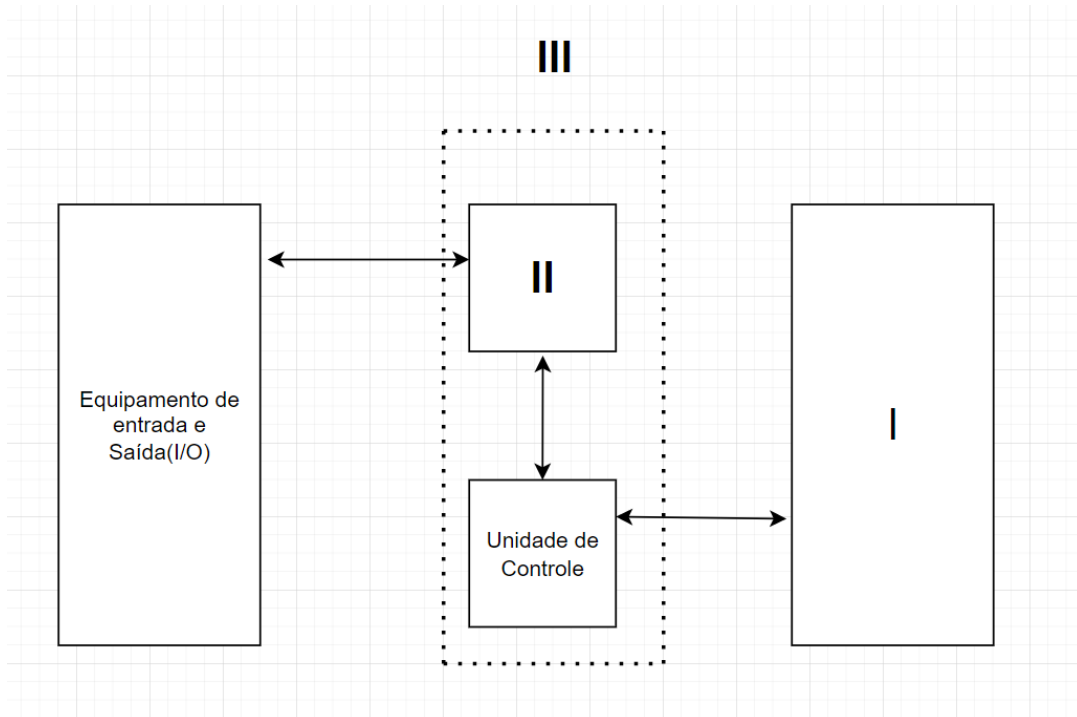 III
II
Equipamento de
entrada e
Saída(I/O)
I
Unidade de
Controle